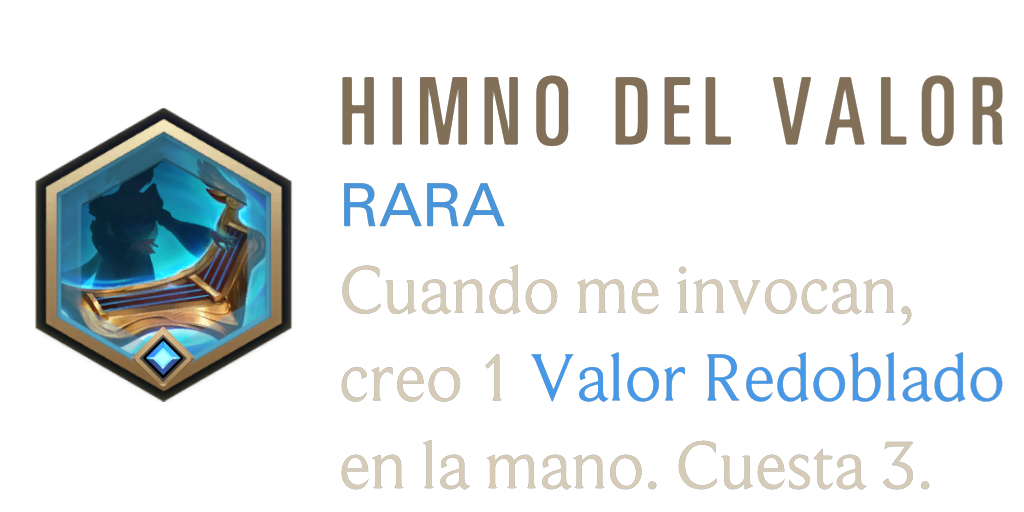 HIMNO DEL VALOR
RARA
Cuando me invocan,
creo 1 Valor Redoblado
en la mano. Cuesta 3.